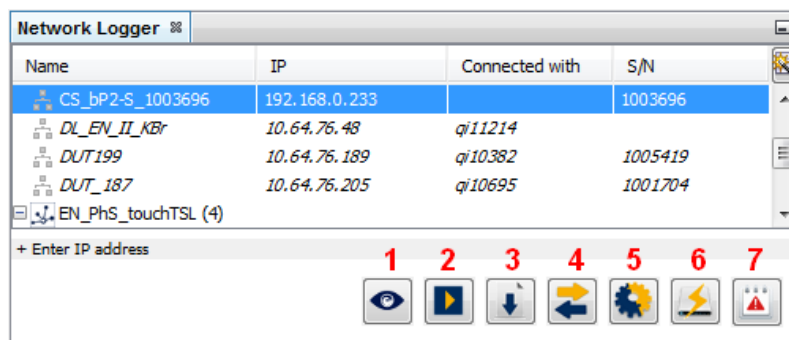 Network Logger
Name IP Connected with S/N
CS_bP2-S_1003696 192.168.0.233 1003696
DL_EN_II_KBr 10.64.76.48 qi11214
DUT199 10.64.76.189 qi10382 1005419
DUT_187 10.64.76.205 qi10695 1001704
EN_PhS_touchTSL (4)
+ Enter IP address
1 2 3 4 5 6 7